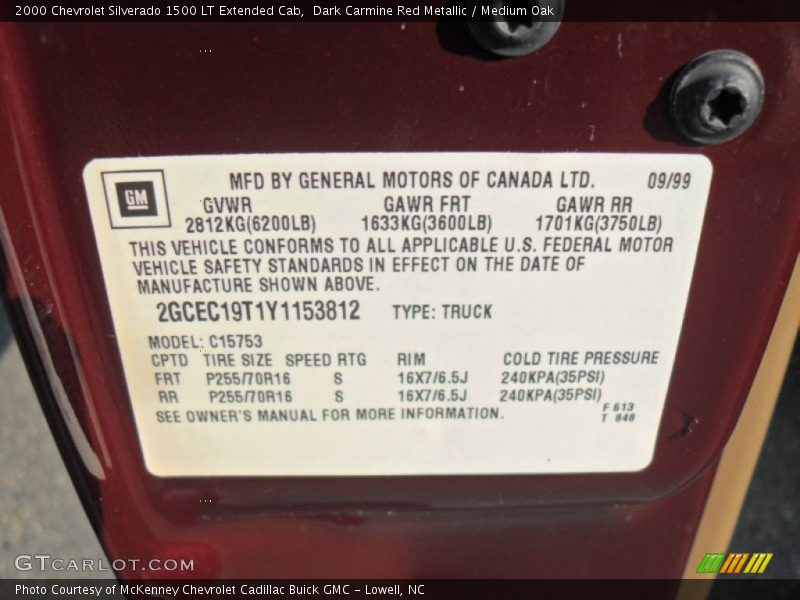 2000 Chevrolet Silverado 1500 LT Extended Cab,  Dark Carmine Red Metallic / Medium Oak
GM
MFD BY GENERAL MOTORS OF CANADA LTD. 09/99
GVWR GAWR FRT GAWR RR
2812KG(6200LB) 1633KG(3600LB) 1701KG(3750LB)
THIS VEHICLE CONFORMS TO ALL APPLICABLE U.S. FEDERAL MOTOR
VEHICLE SAFETY STANDARDS IN EFFECT ON THE DATE OF
MANUFACTURE SHOWN ABOVE.
2GCEC19T1Y1153812 TYPE: TRUCK
MODEL: C15753
CPTD TIRE SIZE SPEED RTG RIM COLD TIRE PRESSURE
FRT P255/70R16 S 16X7/6.5J 240KPA(35PSI)
RR P255/70R16 S 16X7/6.5J 240KPA(35PSI)
SEE OWNER'S MANUAL FOR MORE INFORMATION. F 613
T 848
GTCARLOT.COM
Photo Courtesy of McKenney Chevrolet Cadillac Buick GMC – Lowell, NC